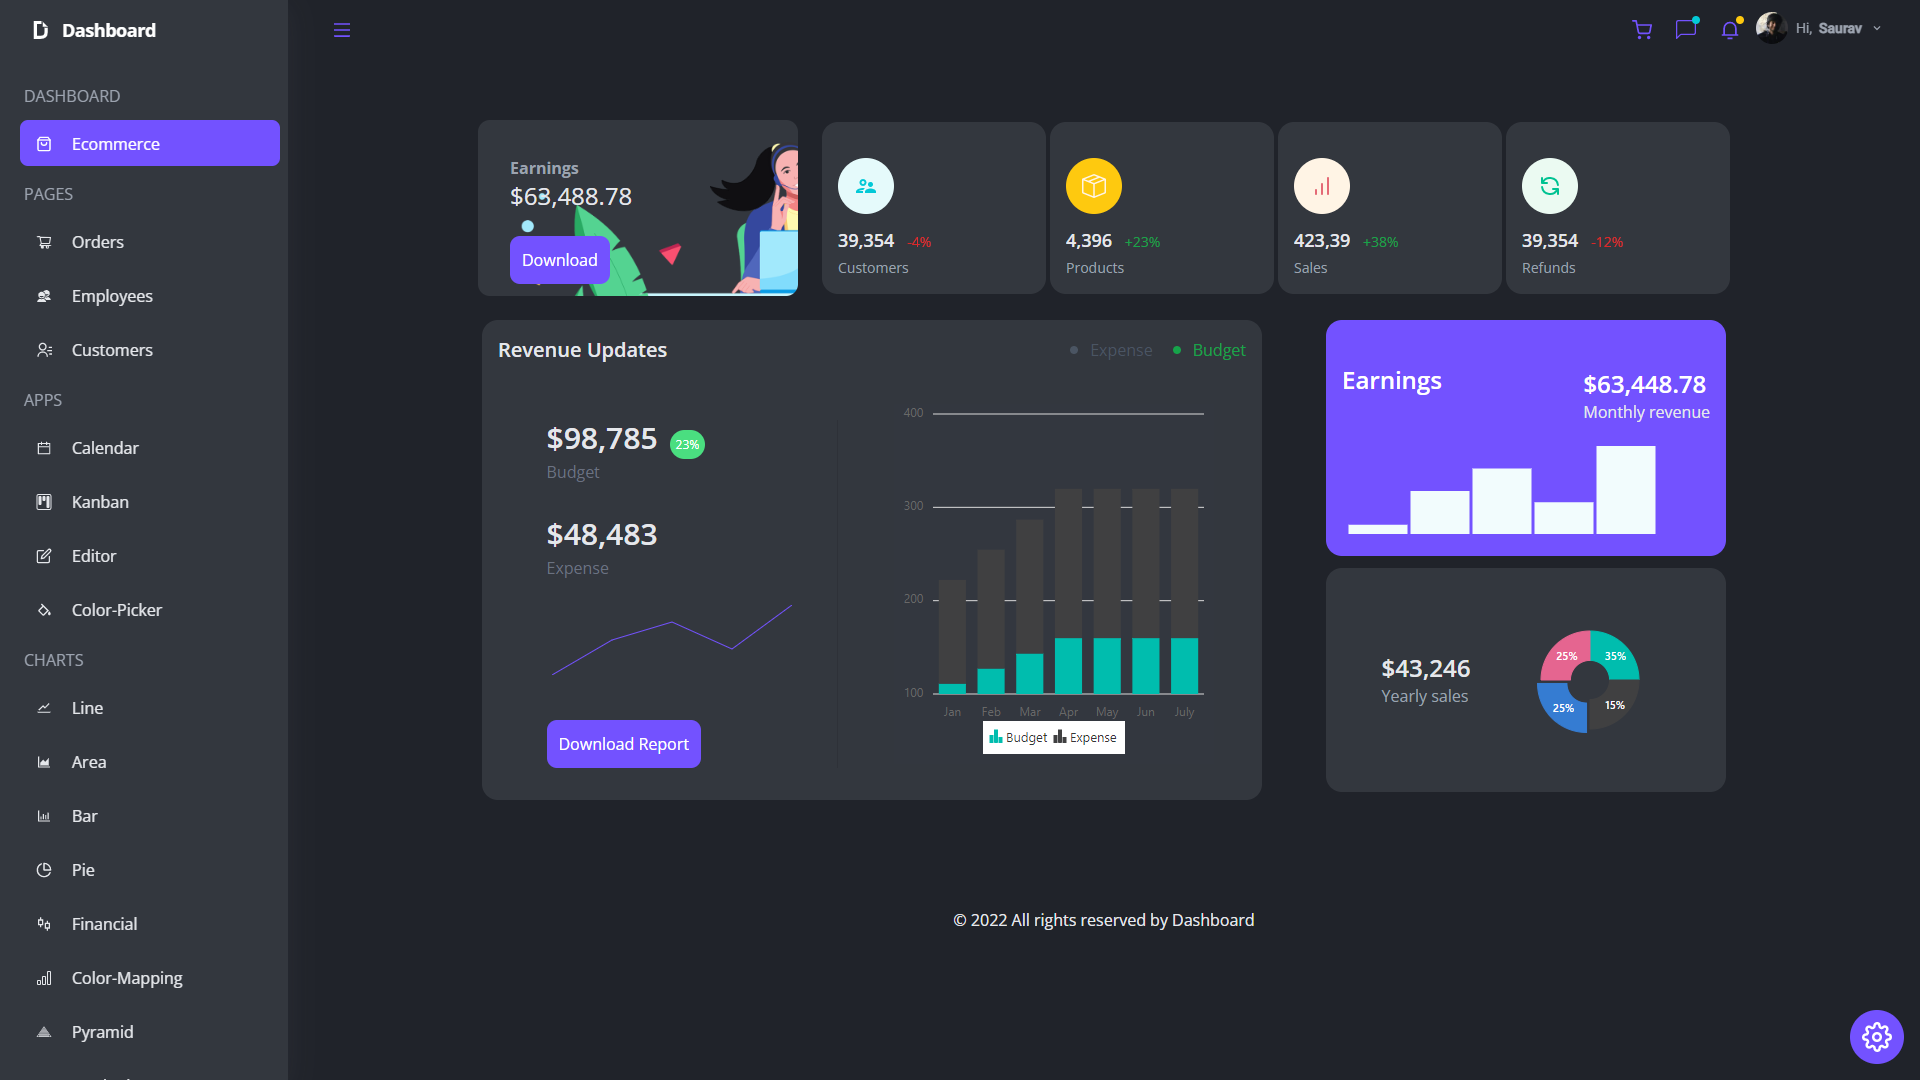 Dashboard
Hi, Saurav
DASHBOARD
Ecommerce
PAGES
Orders
Employees
Customers
APPS
Calendar
Kanban
Editor
Color-Picker
CHARTS
Line
Area
Bar
Pie
Financial
Color-Mapping
Pyramid
Earnings
$63,488.78
Download
39,354 -4%
Customers
4,396 +23%
Products
423,39 +38%
Sales
39,354 -12%
Refunds
Revenue Updates
Expense
Budget
$98,785 23%
Budget
$48,483
Expense
Download Report
400
300
200
100
Jan Feb Mar Apr May Jun July
Budget Expense
Earnings
$63,448.78
Monthly revenue
$43,246
Yearly sales
25% 35%
25% 15%
© 2022 All rights reserved by Dashboard